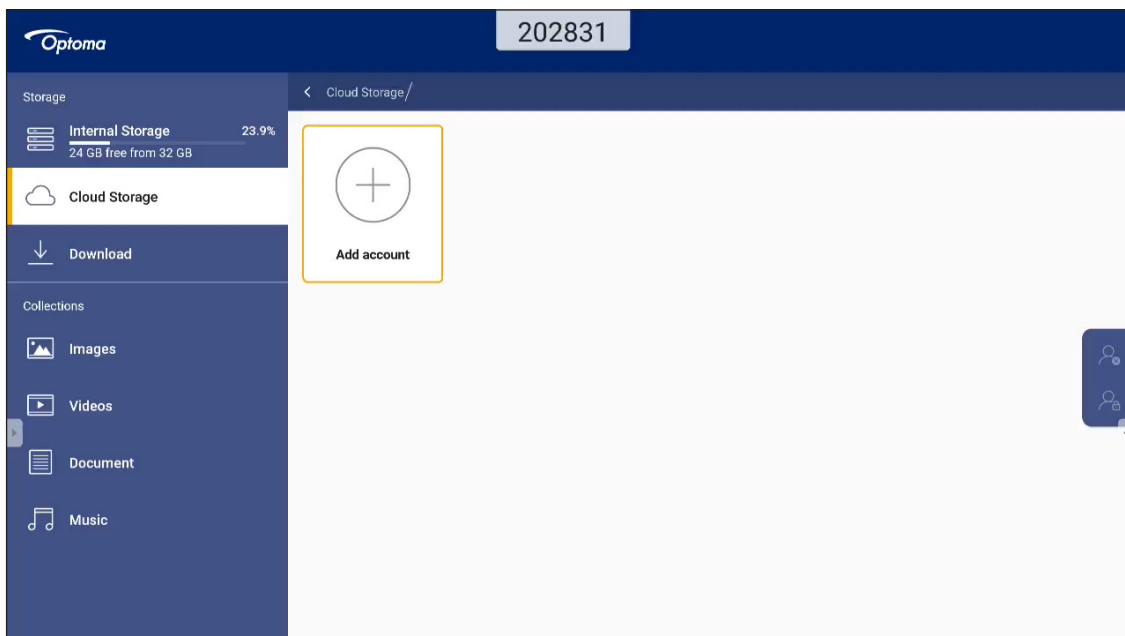 Optoma
202831
Storage
Cloud Storage/
Internal Storage 23.9%
24 GB free from 32 GB
Cloud Storage
Download
Add account
Collections
Images
Videos
Document
Music